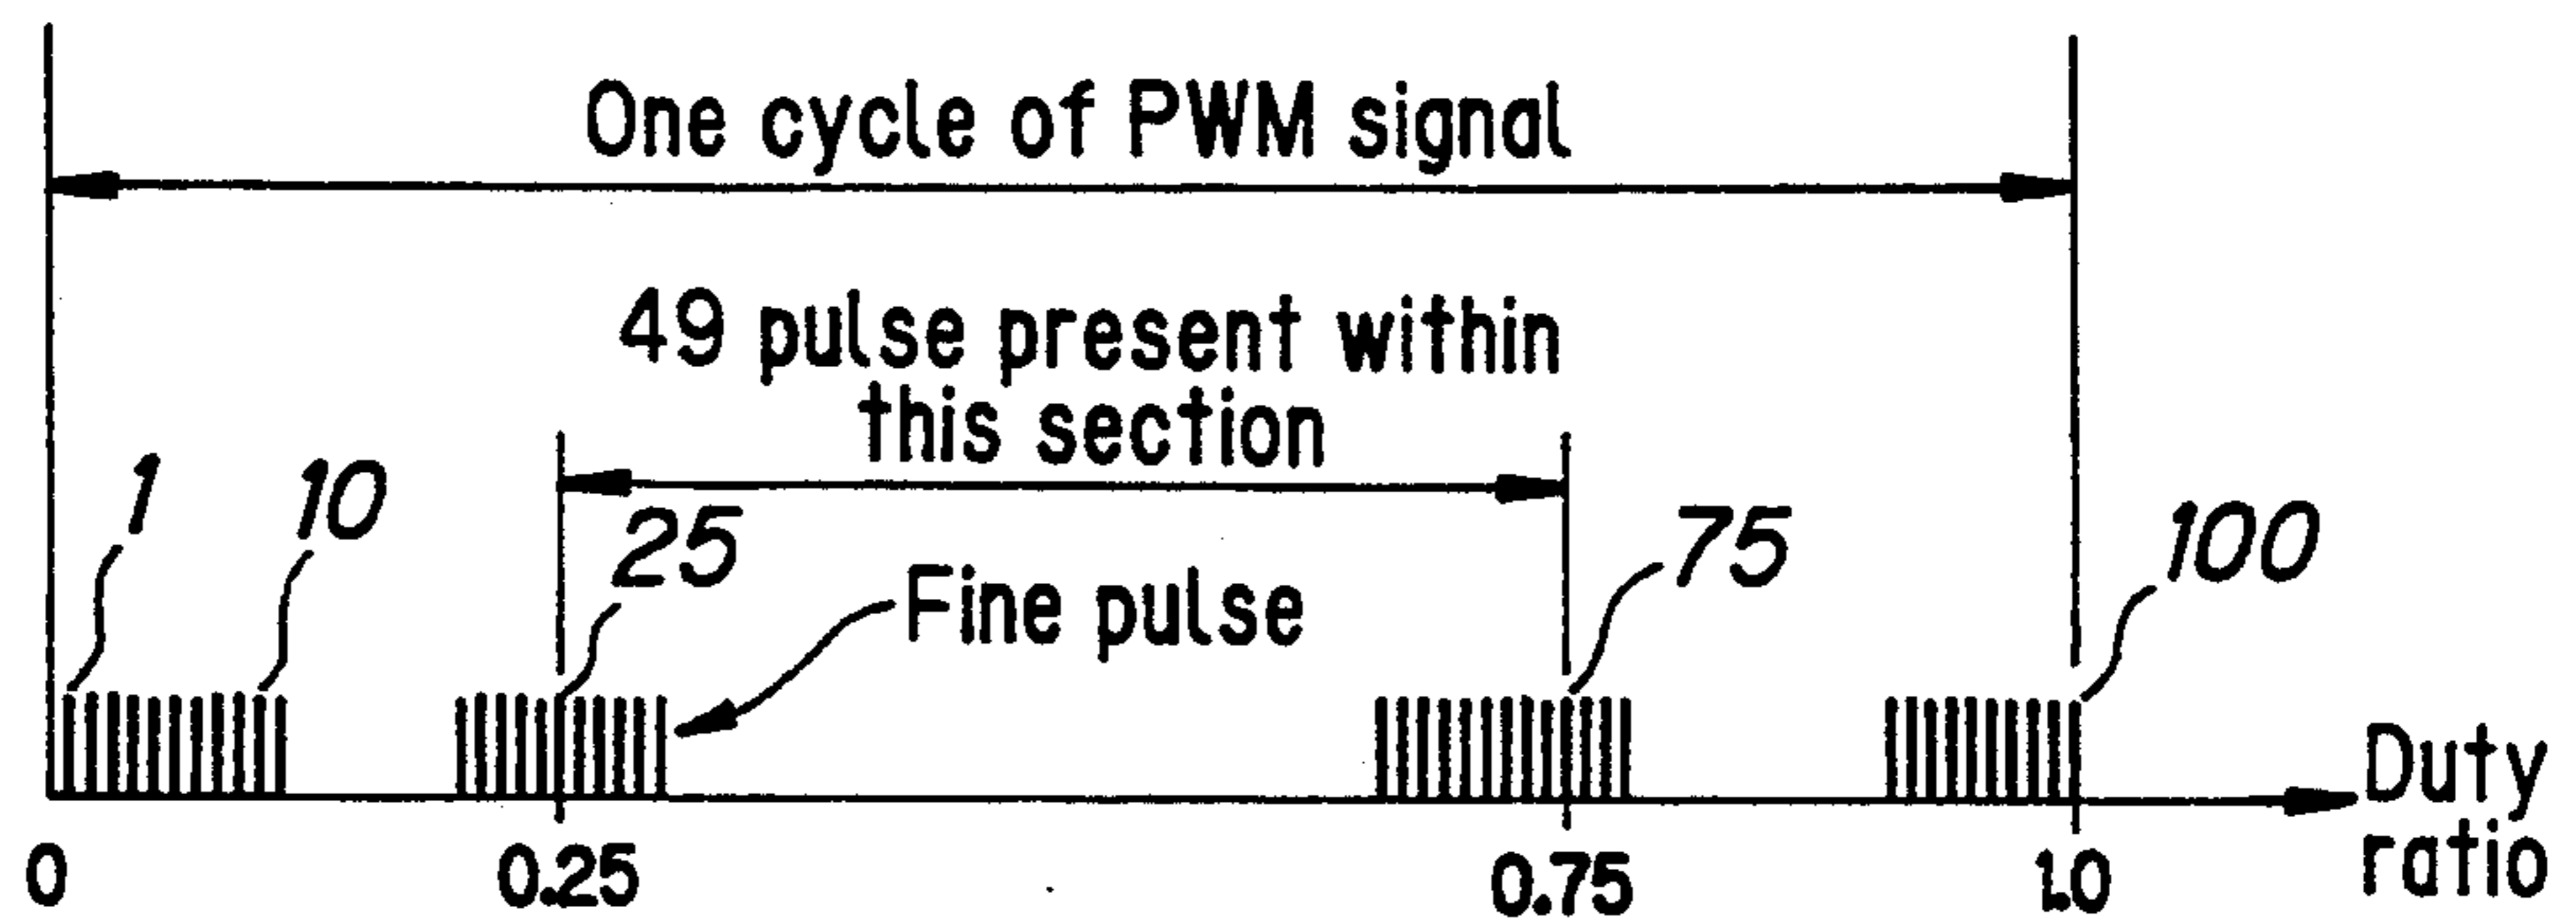 One cycle of PWM signal
49 pulse present within
this section
1
10
25
Fine pulse
75
100
0
0.25
0.75
1.0
Duty
ratio